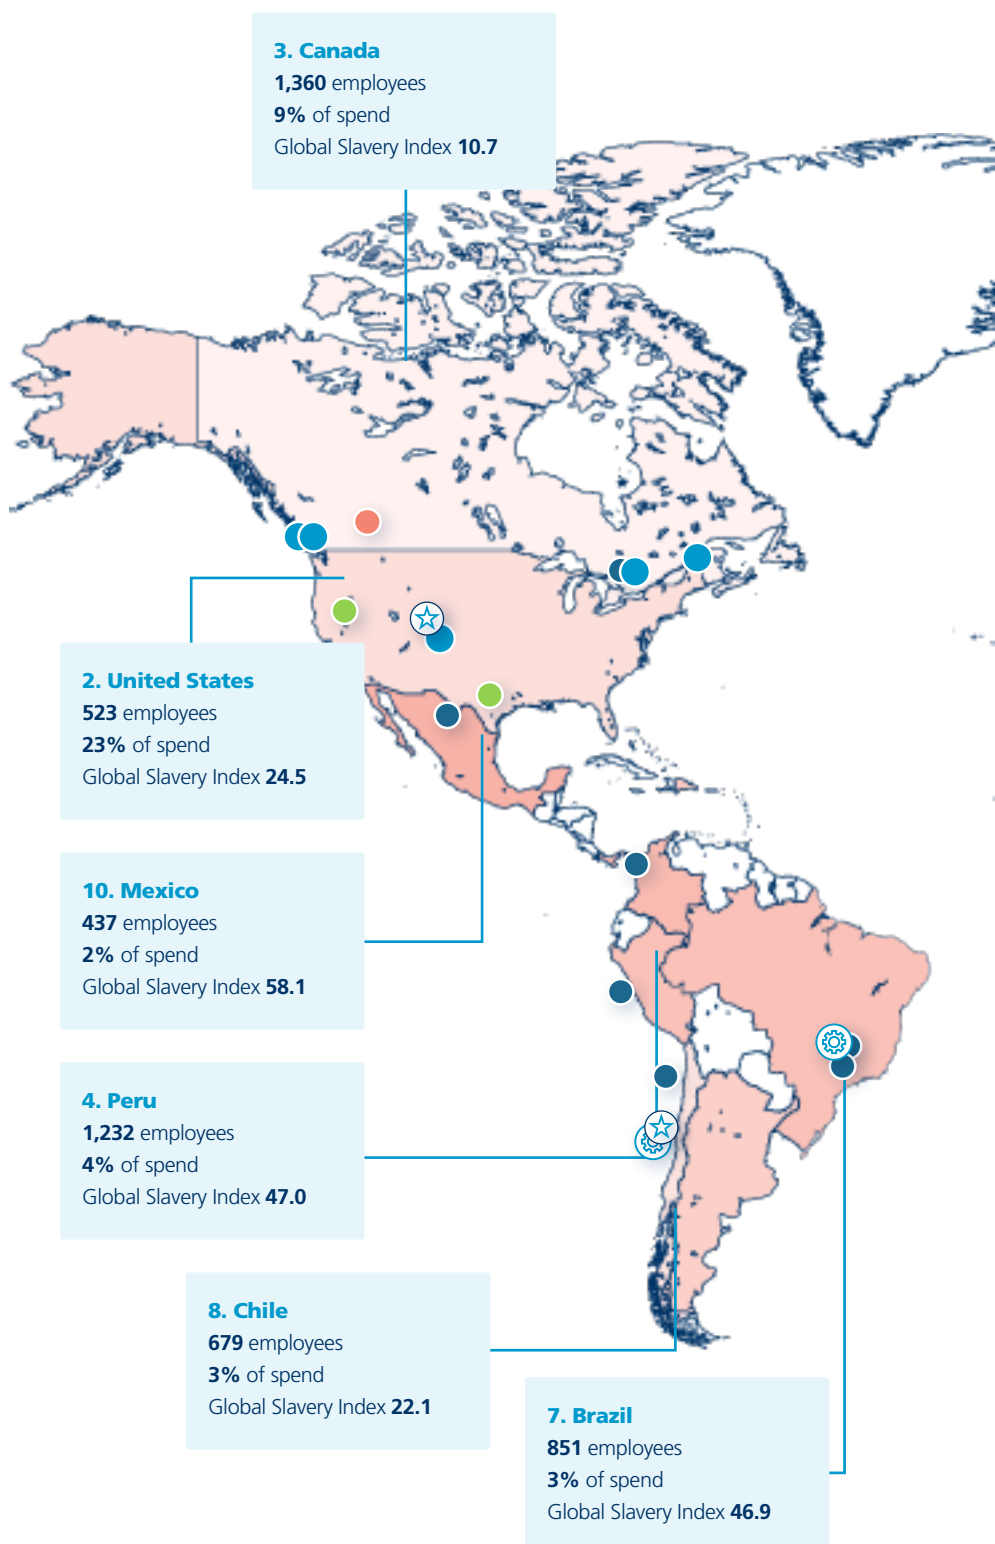 3. Canada
1,360 employees
9% of spend
Global Slavery Index 10.7
2. United States
523 employees
23% of spend
Global Slavery Index 24.5
10. Mexico
437 employees
2% of spend
Global Slavery Index 58.1
4. Peru
1,232 employees
4% of spend
Global Slavery Index 47.0
8. Chile
679 employees
3% of spend
Global Slavery Index 22.1
7. Brazil
851 employees
3% of spend
Global Slavery Index 46.9